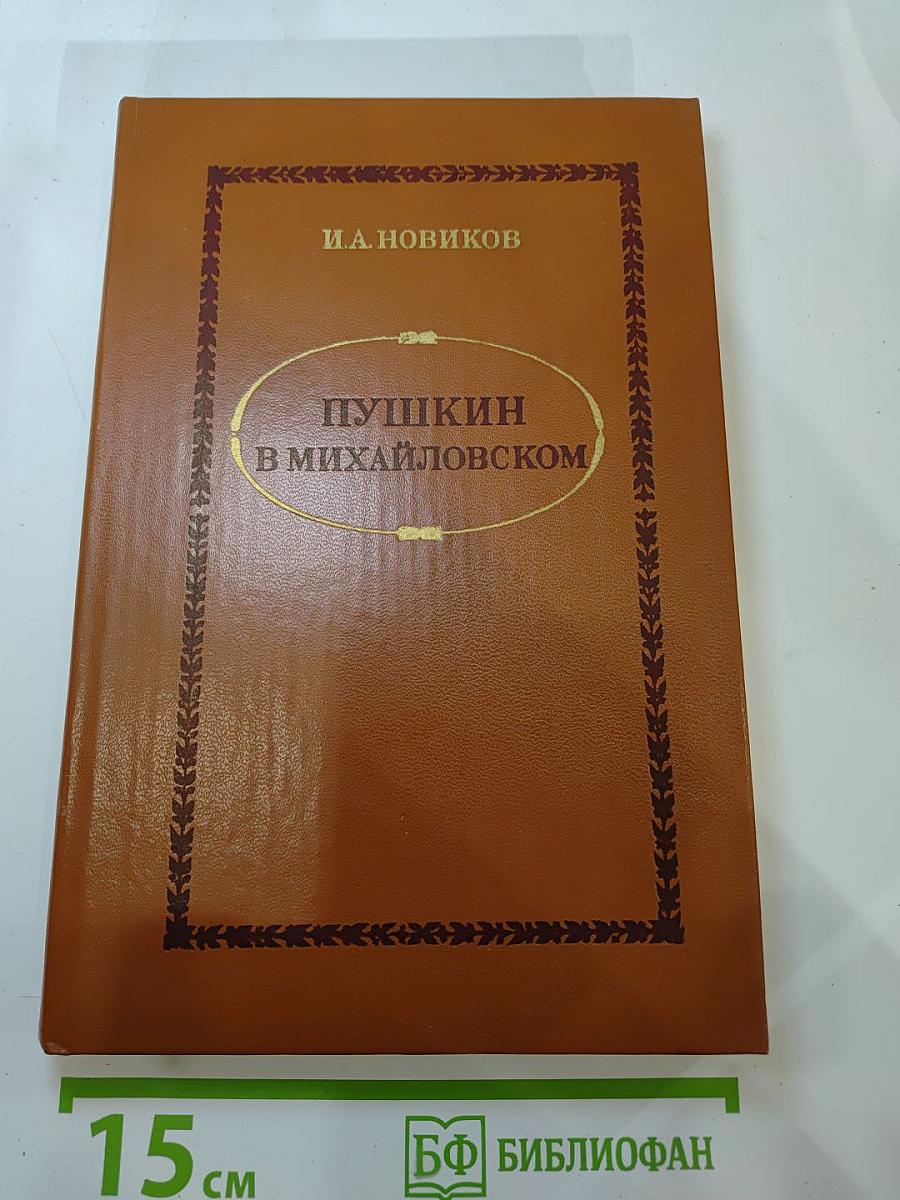 И.А. НОВИКОВ
ПУШКИН
В МИХАЙЛОВСКОМ
15 см
БФ БИБЛИОФАН